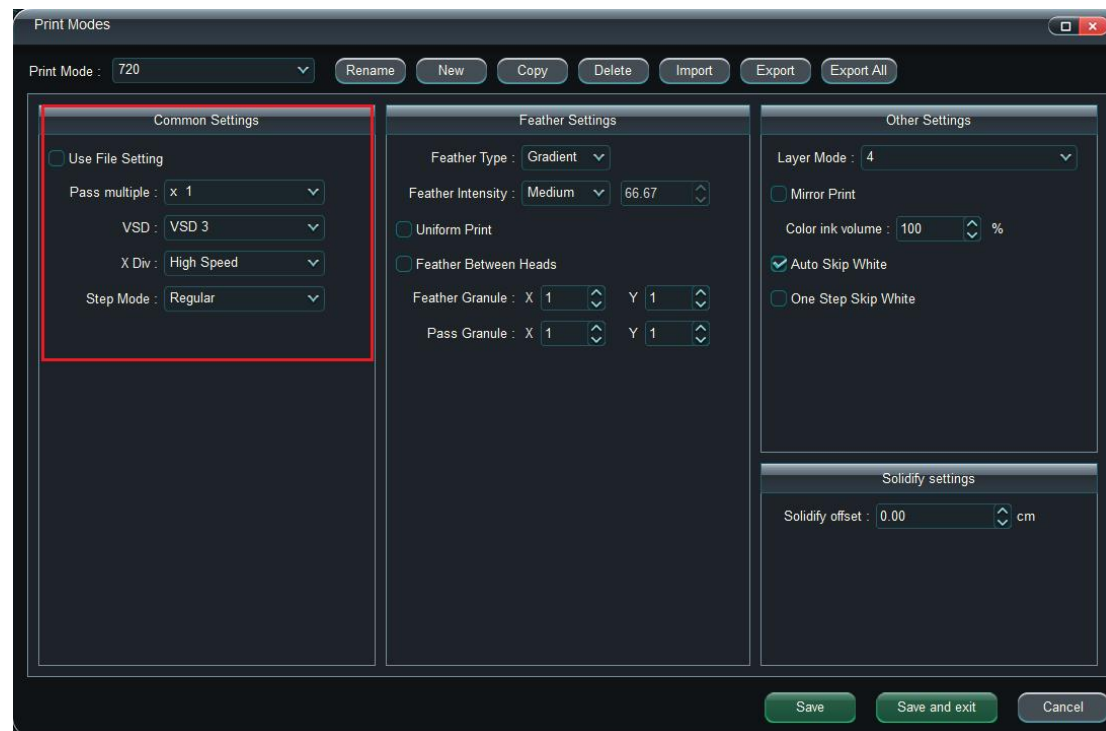 Print Modes
Print Mode : 720 Rename New Copy Delete Import Export Export All
Common Settings
Use File Setting
Pass multiple : x 1
VSD : VSD 3
X Div : High Speed
Step Mode : Regular
Feather Settings
Feather Type : Gradient
Feather Intensity : Medium 66.67
Uniform Print
Feather Between Heads
Feather Granule : X 1 Y 1
Pass Granule : X 1 Y 1
Other Settings
Layer Mode : 4
Mirror Print
Color ink volume : 100 %
Auto Skip White
One Step Skip White
Solidify settings
Solidify offset : 0.00 cm
Save Save and exit Cancel